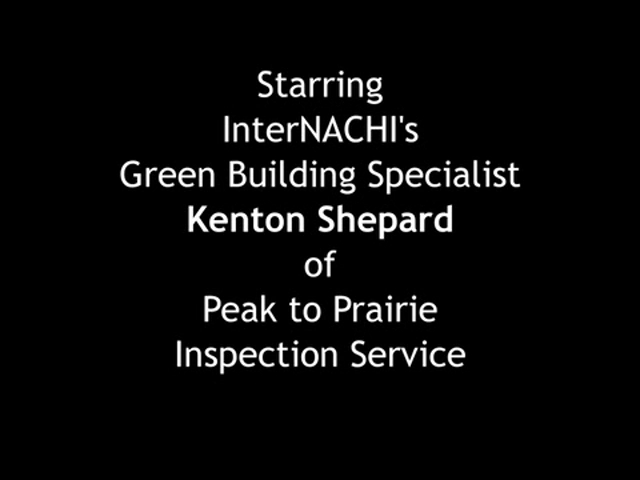 Starring
InterNACHI's
Green Building Specialist
Kenton Shepard
of
Peak to Prairie
Inspection Service